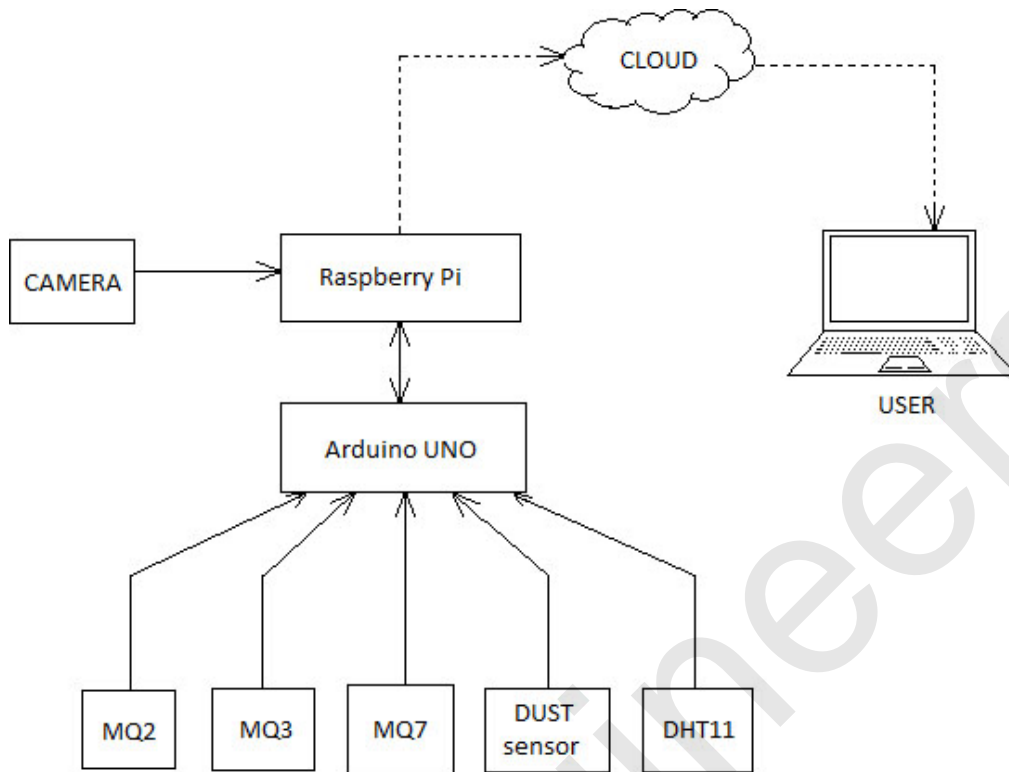 CLOUD
CAMERA
Raspberry Pi
USER
Arduino UNO
MQ2
MQ3
MQ7
DUST
sensor
DHT11